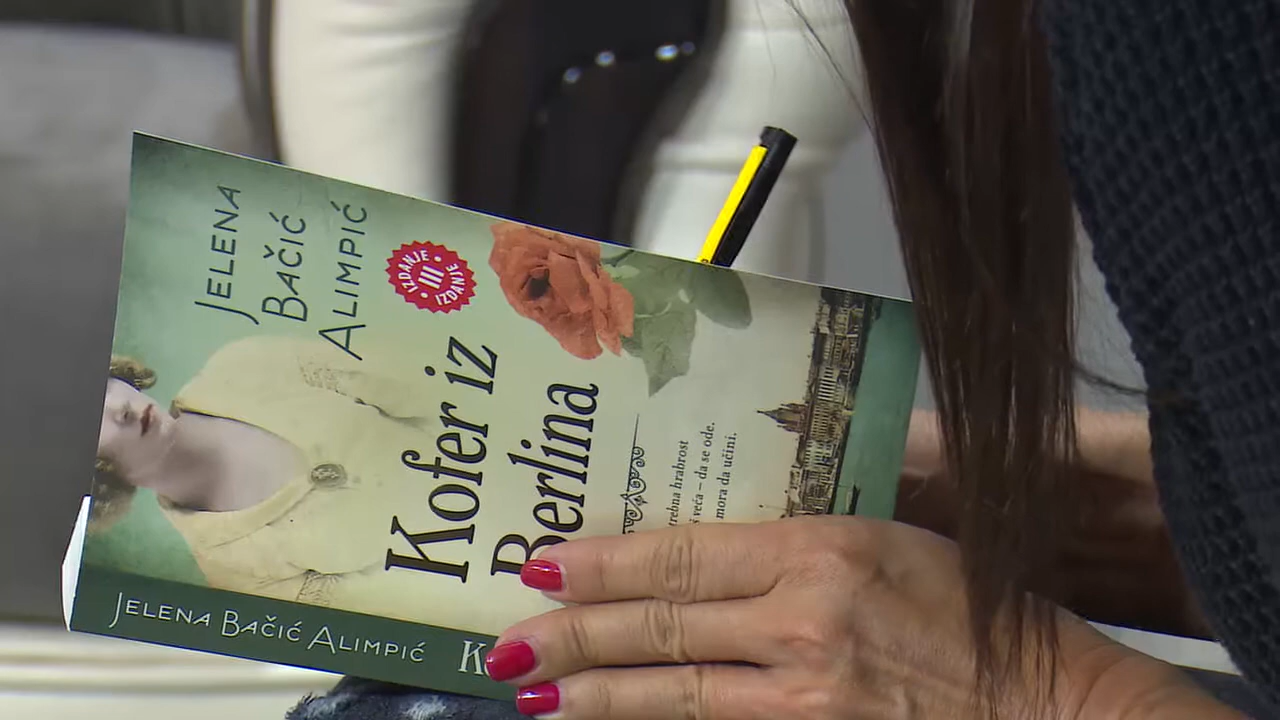 JELENA
BAČIĆ
ALIMPIĆ
IZDANJE
III
IZDANJE
Kofer iz
Berlina
hrabrost
veća – da se ode.
mora da učini.
JELENA BAČIĆ ALIMPIĆ